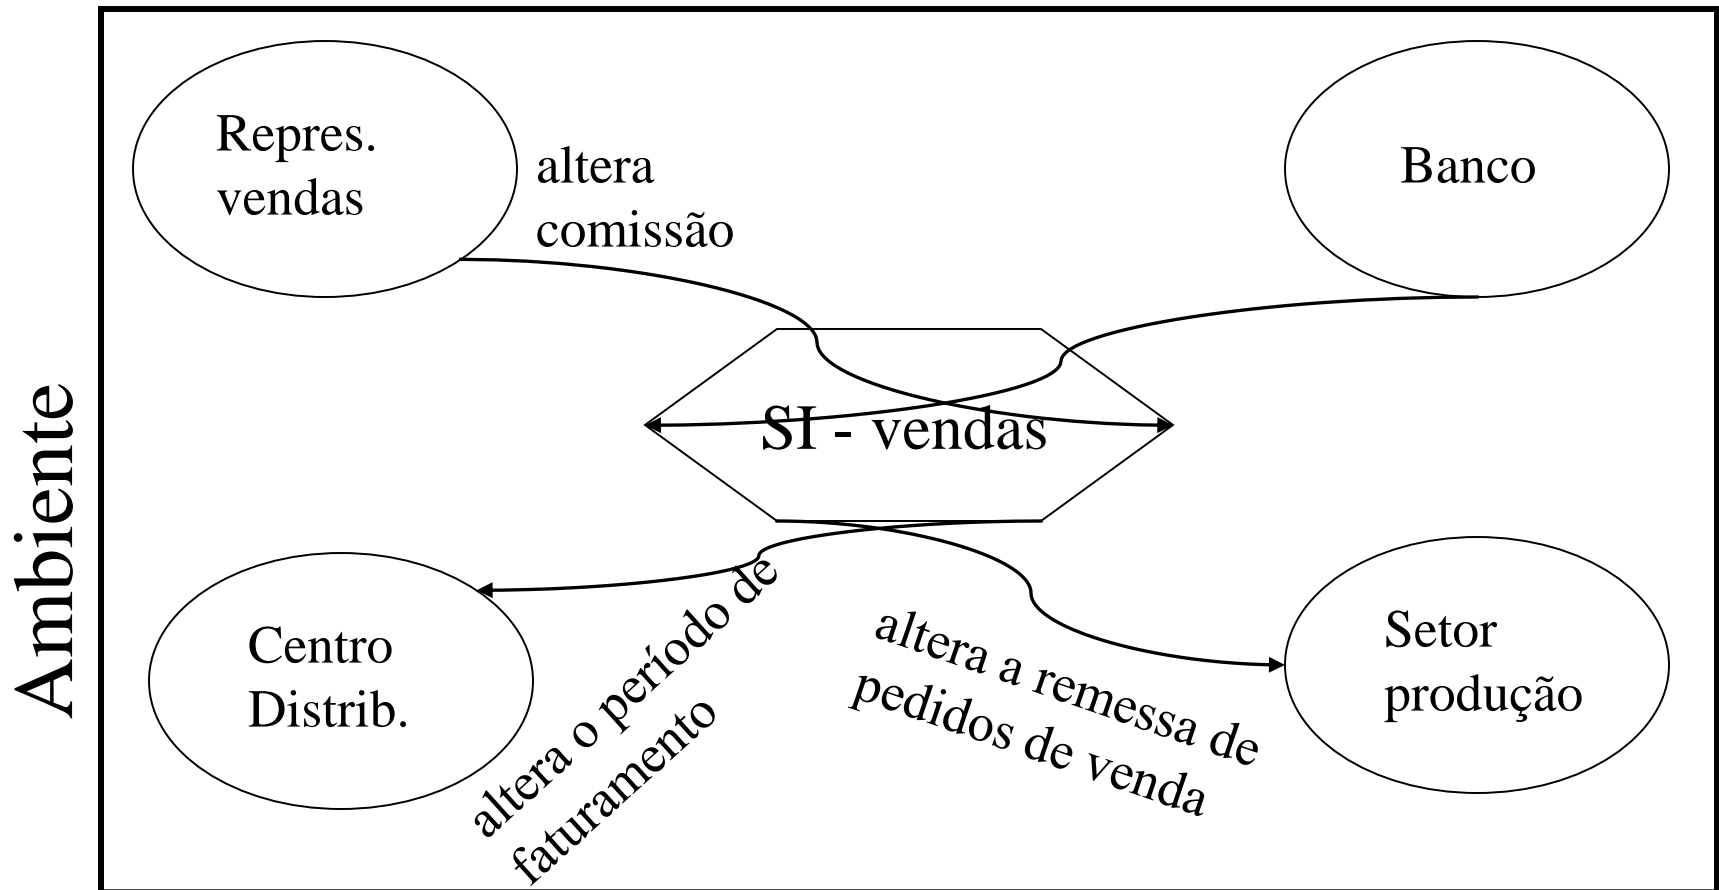 Repres.
vendas
altera
comissão
Banco
SI - vendas
Ambiente
Centro
Distrib.
altera o período de
faturamento
altera a remessa de
pedidos de venda
Setor
produção